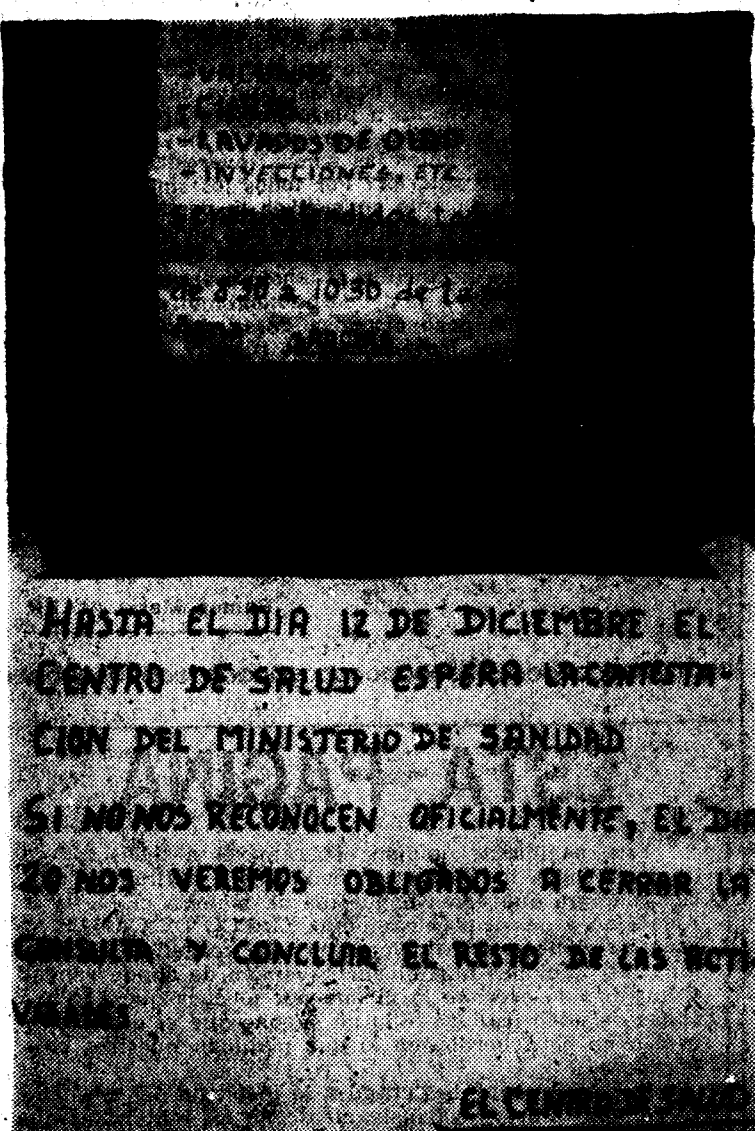 -LAVADOS DE OIDO
-INYECCIONES, ETC
de 8'30 a 10'30 de la
HASTA EL DIA 12 DE DICIEMBRE EL
CENTRO DE SALUD ESPERA LA CONTESTA-
CION DEL MINISTERIO DE SANIDAD
SI NO NOS RECONOCEN OFICIALMENTE, EL DIA
20 NOS VEREMOS OBLIGADOS A CERRAR LA
CONSULTA Y CONCLUIR EL RESTO DE LAS ACTI-
VIDADES
EL CENTRO DE SALUD